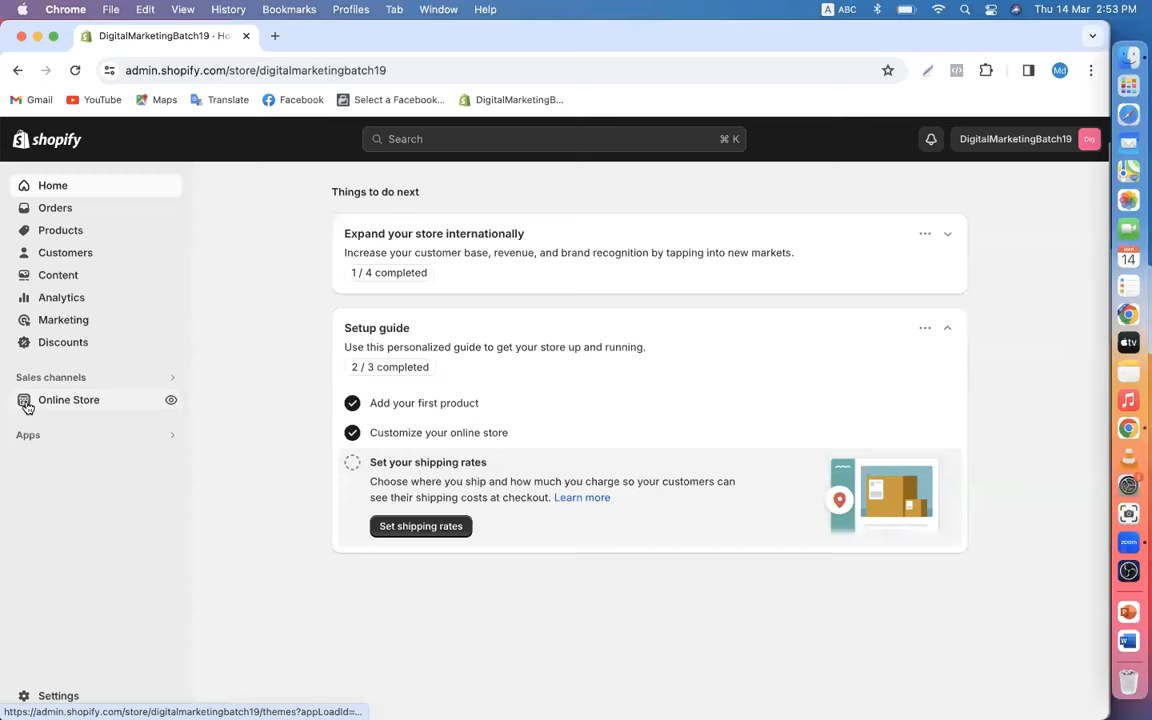 Chrome File Edit View History Bookmarks Profiles Tab Window Help A ABC Thu 14 Mar 2:53 PM
DigitalMarketingBatch19 · Ho
admin.shopify.com/store/digitalmarketingbatch19 Md
Gmail YouTube Maps Translate Facebook Select a Facebook... DigitalMarketingB...
shopify Search ⌘ K DigitalMarketingBatch19 Dig
Home
Orders
Products
Customers
Content
Analytics
Marketing
Discounts
Sales channels
Online Store
Apps
Settings
Things to do next
Expand your store internationally
Increase your customer base, revenue, and brand recognition by tapping into new markets.
1 / 4 completed
Setup guide
Use this personalized guide to get your store up and running.
2 / 3 completed
Add your first product
Customize your online store
Set your shipping rates
Choose where you ship and how much you charge so your customers can
see their shipping costs at checkout. Learn more
Set shipping rates
https://admin.shopify.com/store/digitalmarketingbatch19/themes?appLoadId=...
14
tv
zoom